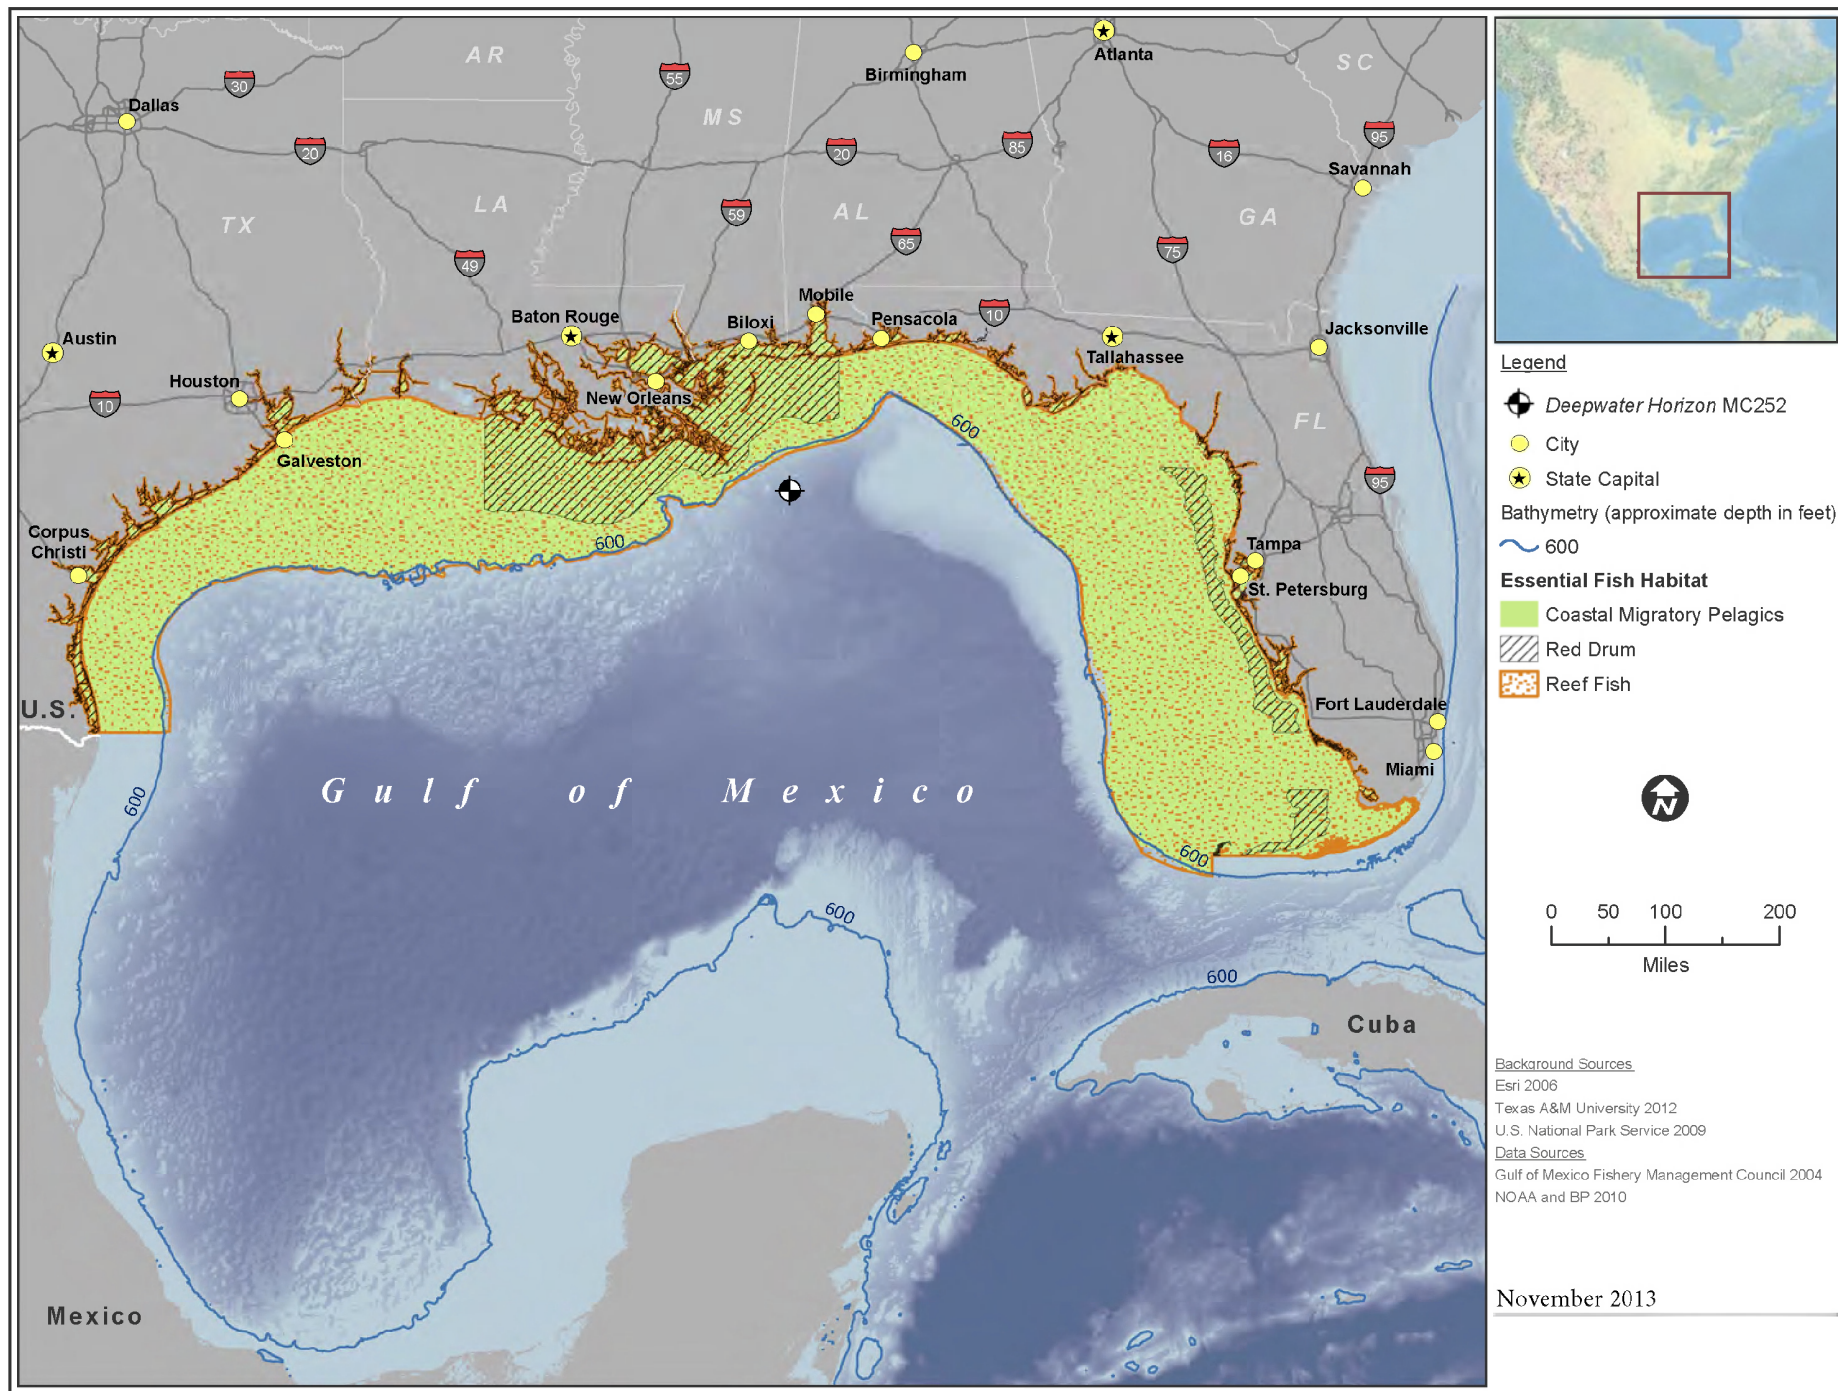 AR
30
55
Birmingham
Atlanta
SC
Dallas
MS
20
20
85
16
95
Savannah
TX
LA
59
AL
65
GA
75
49
Mobile
Baton Rouge
Biloxi
Pensacola
10
Austin
Tallahassee
Jacksonville
Houston
10
New Orleans
FL
600
Galveston
95
Corpus
Christi
600
Tampa
St. Petersburg
U.S.
Fort Lauderdale
Miami
600
Gulf of Mexico
600
600
600
Cuba
Mexico
Legend
Deepwater Horizon MC252
City
State Capital
Bathymetry (approximate depth in feet)
600
Essential Fish Habitat
Coastal Migratory Pelagics
Red Drum
Reef Fish
N
0 50 100 200
Miles
Background Sources
Esri 2006
Texas A&M University 2012
U.S. National Park Service 2009
Data Sources
Gulf of Mexico Fishery Management Council 2004
NOAA and BP 2010
November 2013